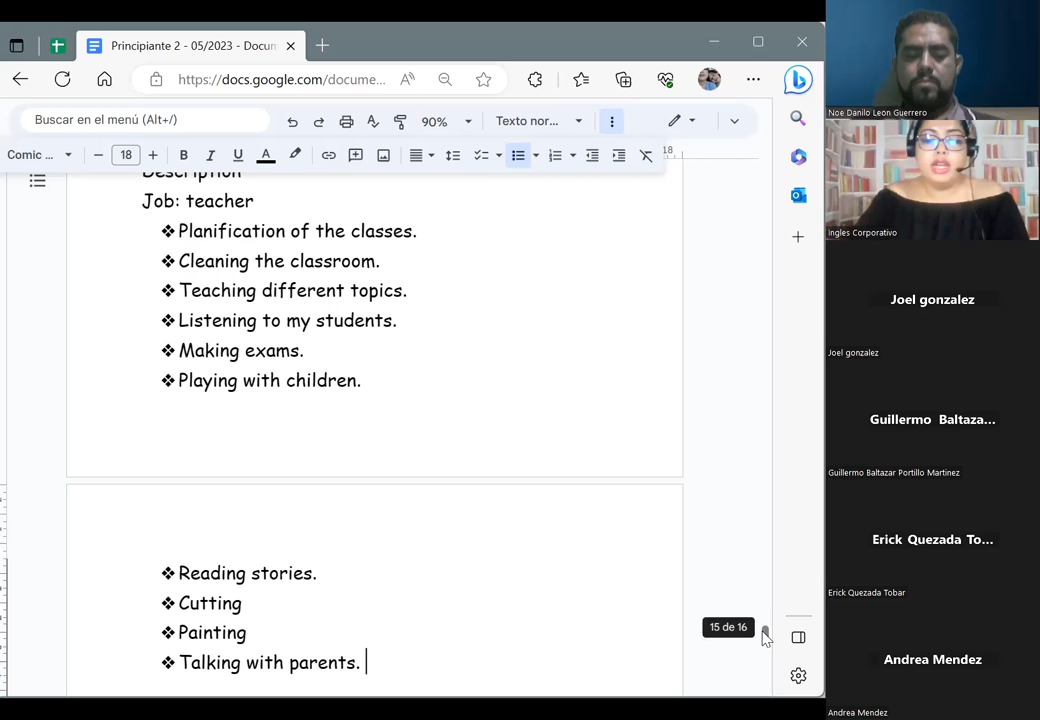 Principiante 2 - 05/2023 - Docum
https://docs.google.com/docume...
Buscar en el menú (Alt+/)
90%
Texto nor...
Comic ...
18
18
Description
Job: teacher
❖Planification of the classes.
❖Cleaning the classroom.
❖Teaching different topics.
❖Listening to my students.
❖Making exams.
❖Playing with children.
❖Reading stories.
❖Cutting
❖Painting
❖Talking with parents.
15 de 16
Noe Danilo Leon Guerrero
Ingles Corporativo
Joel gonzalez
Joel gonzalez
Guillermo Baltaza...
Guillermo Baltazar Portillo Martinez
Erick Quezada To...
Erick Quezada Tobar
Andrea Mendez
Andrea Mendez